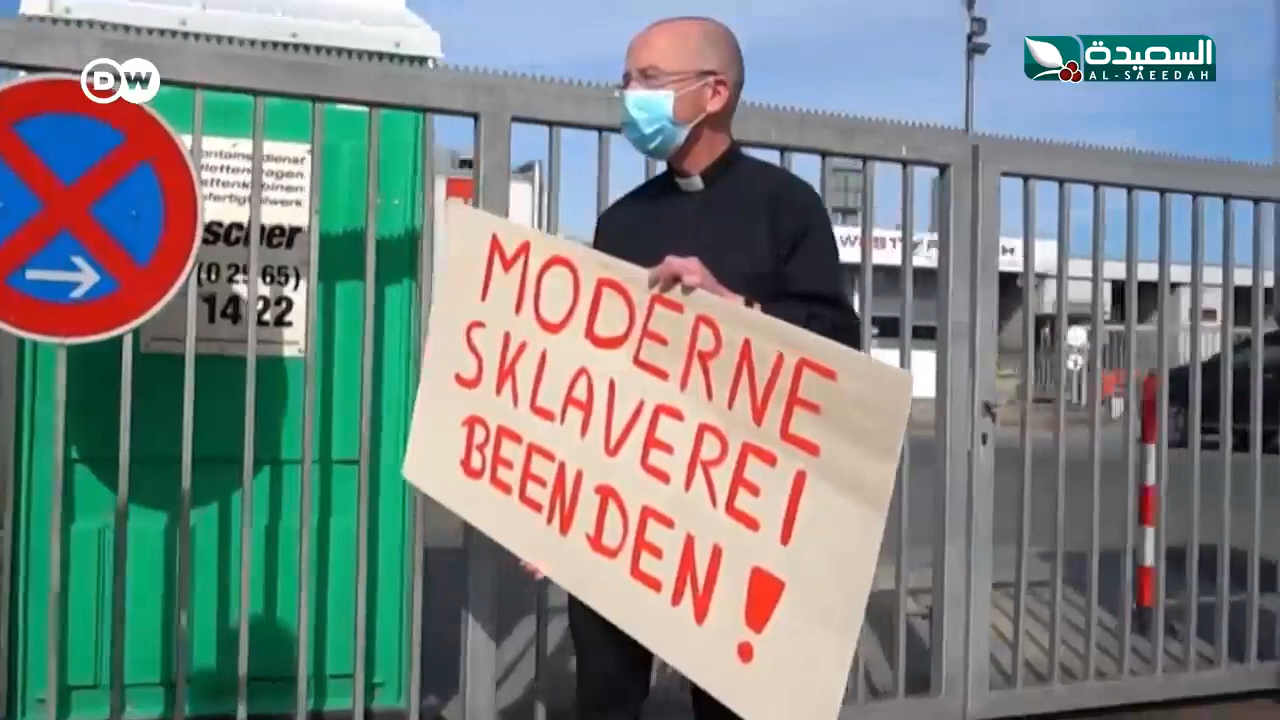 DW
السعيدة
AL-SAEEDAH
(0 25 65)
14 22
MODERNE
SKLAVEREI
BEENDEN!